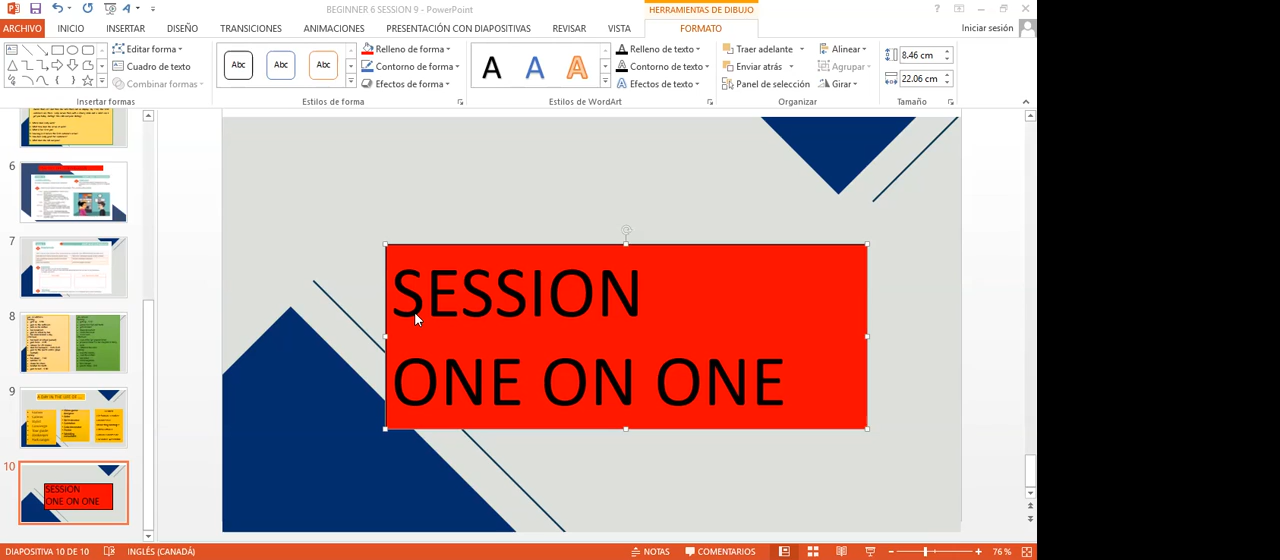 BEGINNER 6 SESSION 9 - PowerPoint
HERRAMIENTAS DE DIBUJO
ARCHIVO INICIO INSERTAR DISEÑO TRANSICIONES ANIMACIONES PRESENTACIÓN CON DIAPOSITIVAS REVISAR VISTA FORMATO Iniciar sesión
Editar forma
Cuadro de texto
Combinar formas
Insertar formas
Abc Abc Abc
Relleno de forma
Contorno de forma
Efectos de forma
Estilos de forma
A A A
Relleno de texto
Contorno de texto
Efectos de texto
Estilos de WordArt
Traer adelante
Enviar atrás
Panel de selección
Alinear
Agrupar
Girar
Organizar
8.46 cm
22.06 cm
Tamaño
6
7
8
9
10
SESSION
ONE ON ONE
SESSION
ONE ON ONE
DIAPOSITIVA 10 DE 10 INGLÉS (CANADÁ) NOTAS COMENTARIOS 76 %